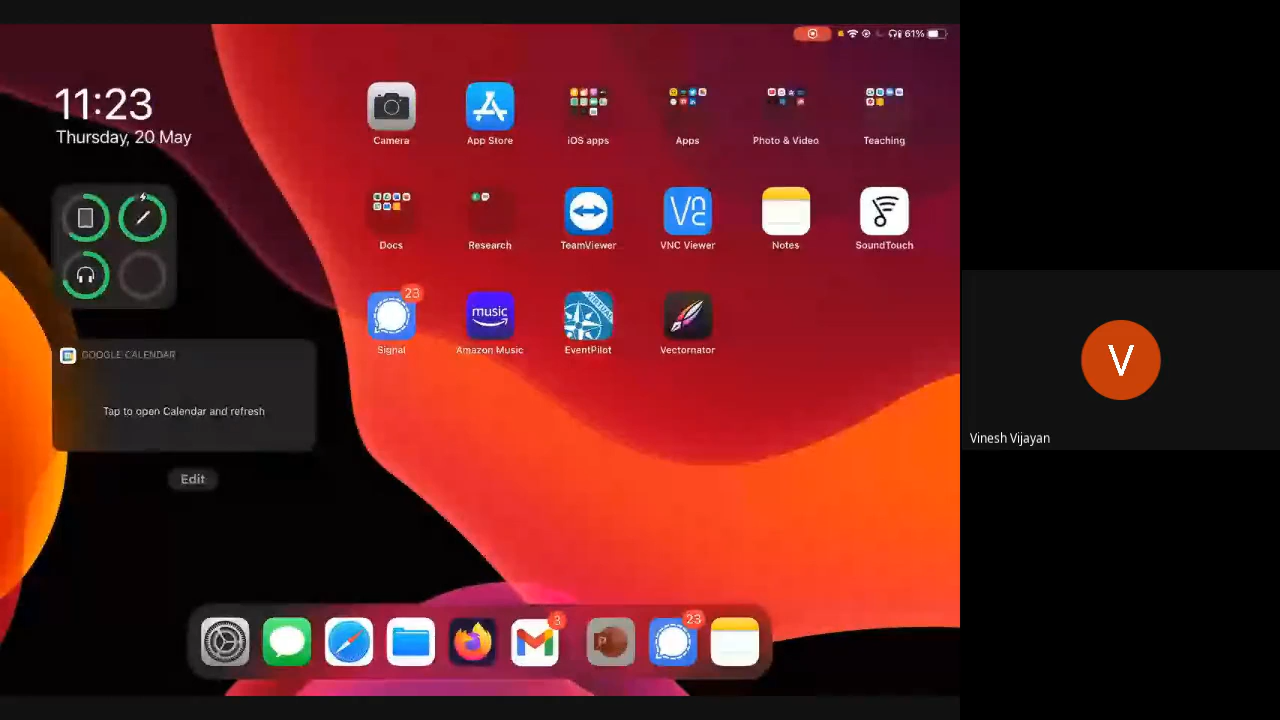 61%
11:23
Thursday, 20 May
Camera
App Store
iOS apps
Apps
Photo & Video
Teaching
Docs
Research
TeamViewer
VNC Viewer
Notes
SoundTouch
23
music
VIRTUAL
Signal
Amazon Music
EventPilot
Vectornator
GOOGLE CALENDAR
Tap to open Calendar and refresh
Edit
3
P
23
V
Vinesh Vijayan